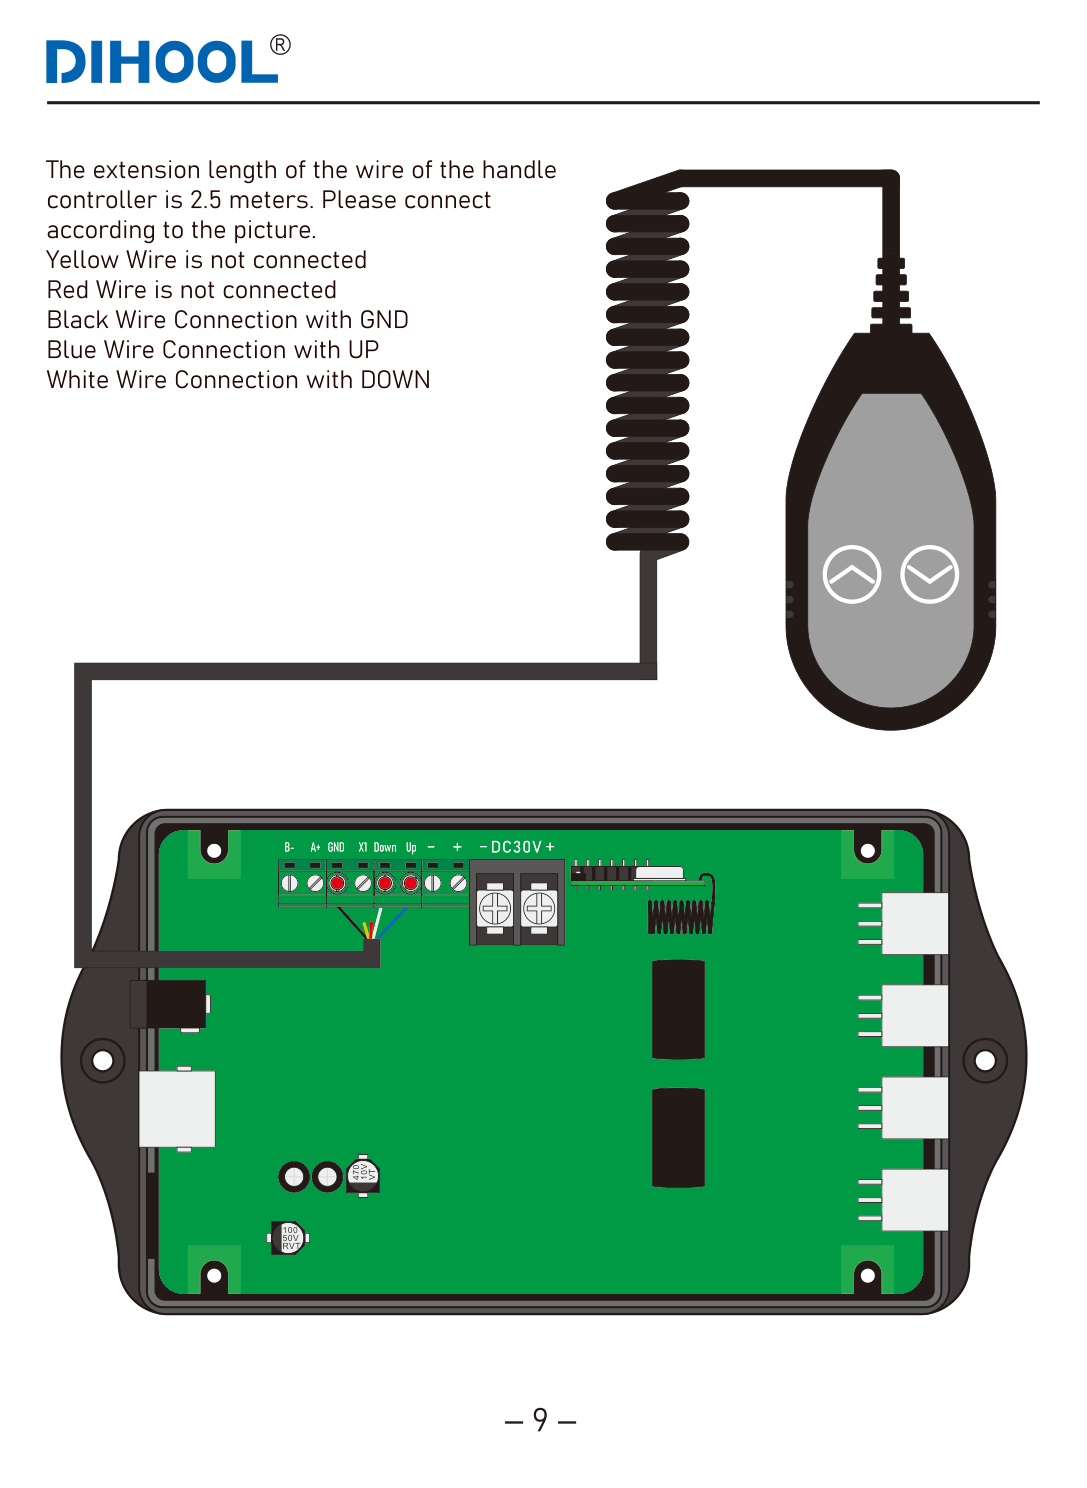 DIHOOL®
The extension length of the wire of the handle
controller is 2.5 meters. Please connect
according to the picture.
Yellow Wire is not connected
Red Wire is not connected
Black Wire Connection with GND
Blue Wire Connection with UP
White Wire Connection with DOWN
B- A+ GND X1 Down Up - + - DC30V +
470
10V
VT
100
50V
RVT
– 9 –